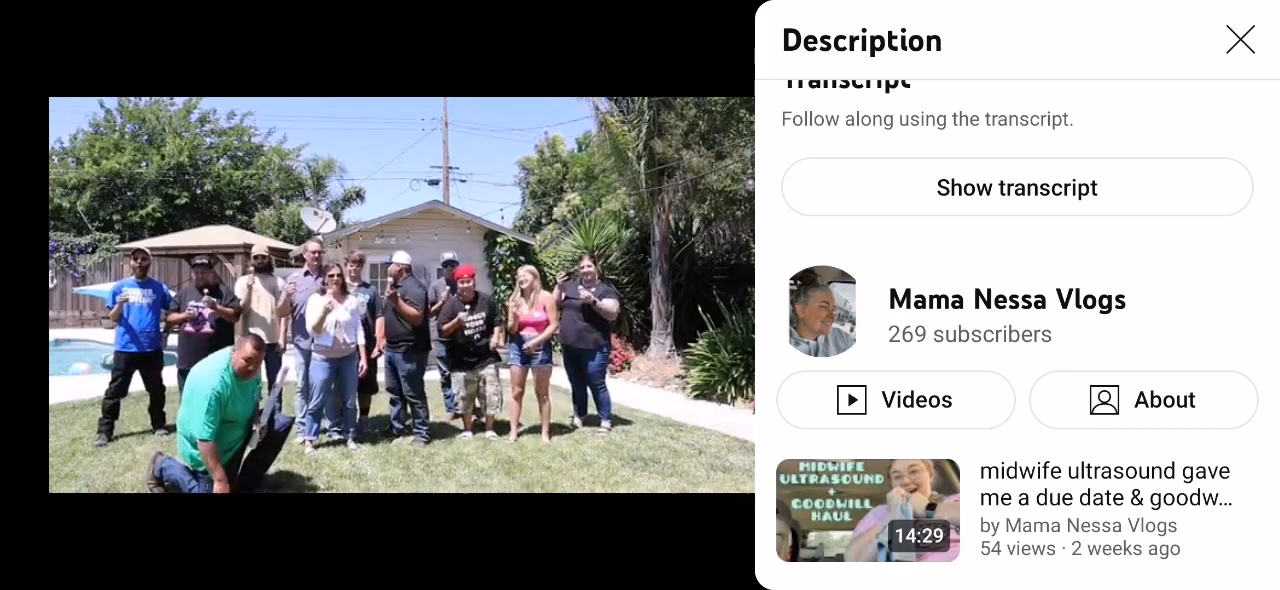 Description
Transcript
Follow along using the transcript.
Show transcript
Mama Nessa Vlogs
269 subscribers
Videos
About
MIDWIFE
ULTRASOUND
+
GOODWILL
HAUL
14:29
midwife ultrasound gave
me a due date & goodw...
by Mama Nessa Vlogs
54 views · 2 weeks ago